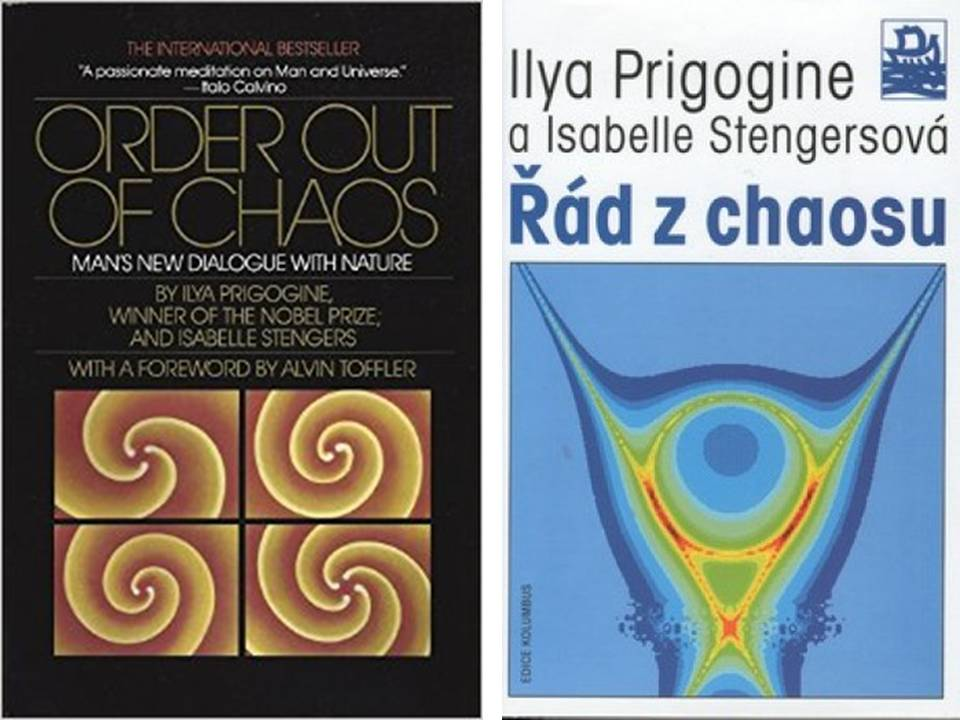 THE INTERNATIONAL BESTSELLER
"A passionate meditation on Man and Universe."
—Italo Calvino
ORDER OUT
OF CHAOS
MAN'S NEW DIALOGUE WITH NATURE
BY ILYA PRIGOGINE,
WINNER OF THE NOBEL PRIZE;
AND ISABELLE STENGERS
WITH A FOREWORD BY ALVIN TOFFLER
Ilya Prigogine
a Isabelle Stengersová
Řád z chaosu
EDICE KOLUMBUS